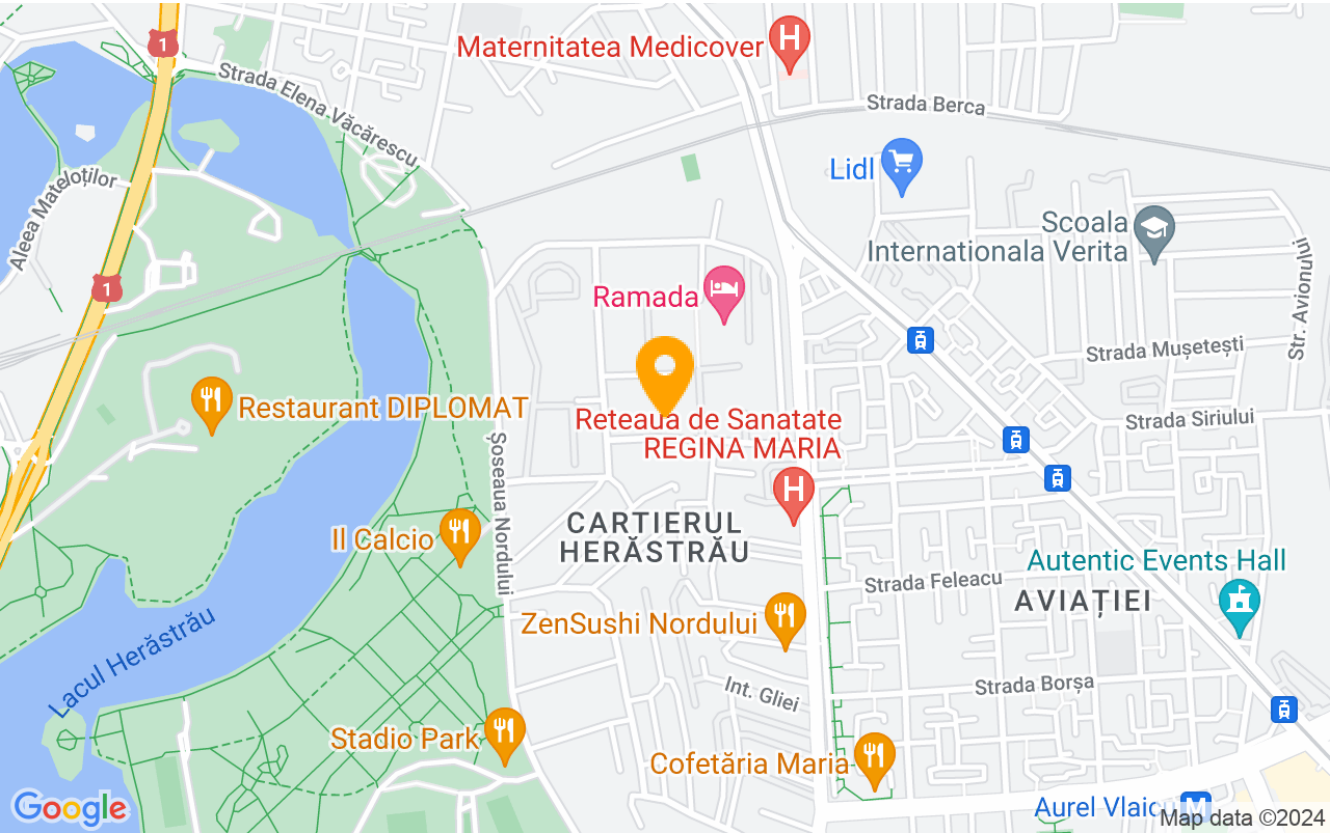 1
Maternitatea Medicover
H
Strada Elena Văcărescu
Strada Berca
Lidl
Aleea Mateloților
Scoala
Internationala Verita
Str. Avionului
1
Ramada
Strada Mușetești
Restaurant DIPLOMAT
Reteaua de Sanatate
REGINA MARIA
Strada Siriului
Șoseaua Nordului
H
CARTIERUL
HERĂSTRĂU
Il Calcio
Autentic Events Hall
Strada Feleacu
AVIAȚIEI
ZenSushi Nordului
Lacul Herăstrău
Int. Gliei
Strada Borșa
Stadio Park
Cofetăria Maria
Google
Aurel Vlaicu
M
Map data ©2024